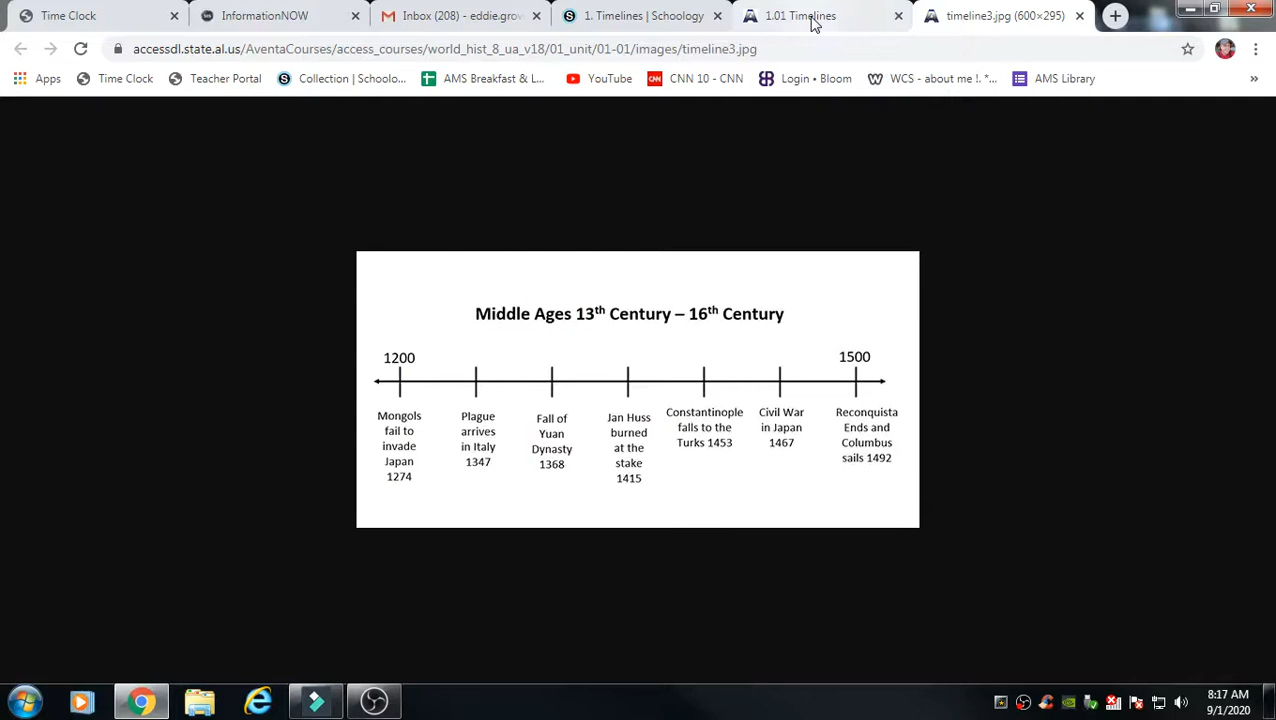 Time Clock
InformationNOW
Inbox (208) - eddie.grow
1. Timelines | Schoology
1.01 Timelines
timeline3.jpg (600×295)
accessdl.state.al.us/AventaCourses/access_courses/world_hist_8_ua_v18/01_unit/01-01/images/timeline3.jpg
Apps
Time Clock
Teacher Portal
Collection | Schoolo...
AMS Breakfast & L...
YouTube
CNN 10 - CNN
Login • Bloom
WCS - about me !. *...
AMS Library
»
Middle Ages 13th Century – 16th Century
1200
1500
Mongols
fail to
invade
Japan
1274
Plague
arrives
in Italy
1347
Fall of
Yuan
Dynasty
1368
Jan Huss
burned
at the
stake
1415
Constantinople
falls to the
Turks 1453
Civil War
in Japan
1467
Reconquista
Ends and
Columbus
sails 1492
8:17 AM
9/1/2020